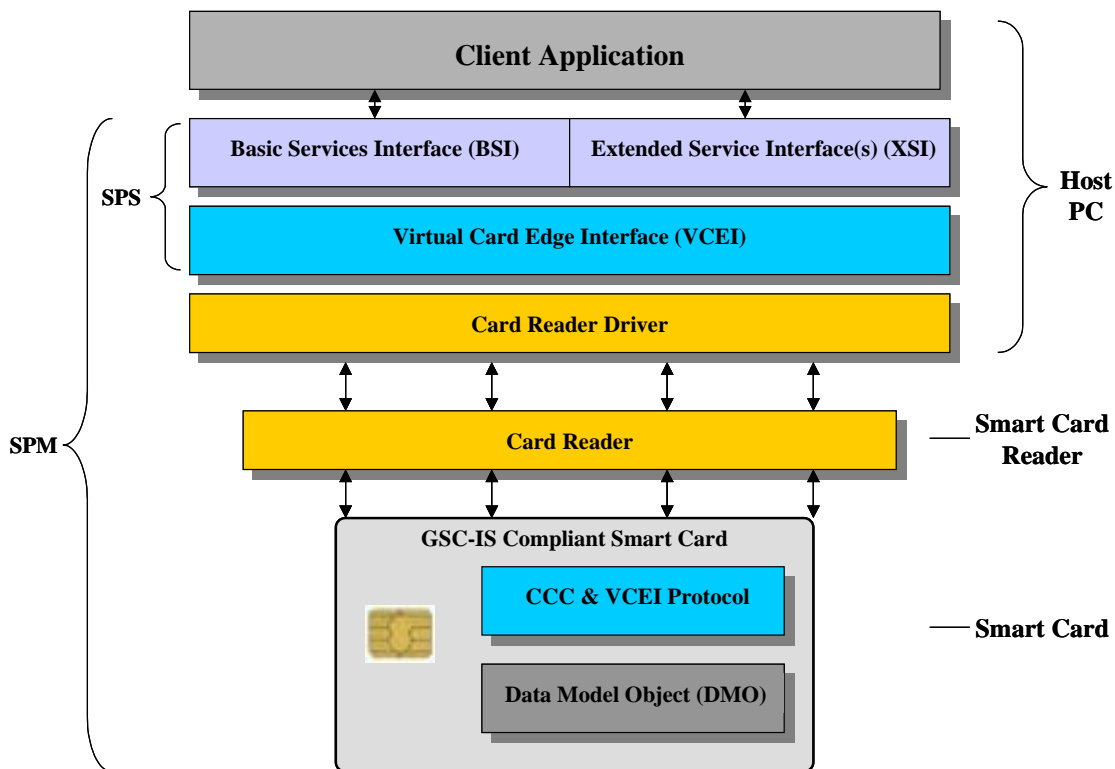 Client Application
Basic Services Interface (BSI)
Extended Service Interface(s) (XSI)
SPS
Host
PC
Virtual Card Edge Interface (VCEI)
Card Reader Driver
SPM
Card Reader
Smart Card
Reader
GSC-IS Compliant Smart Card
CCC & VCEI Protocol
Smart Card
Data Model Object (DMO)